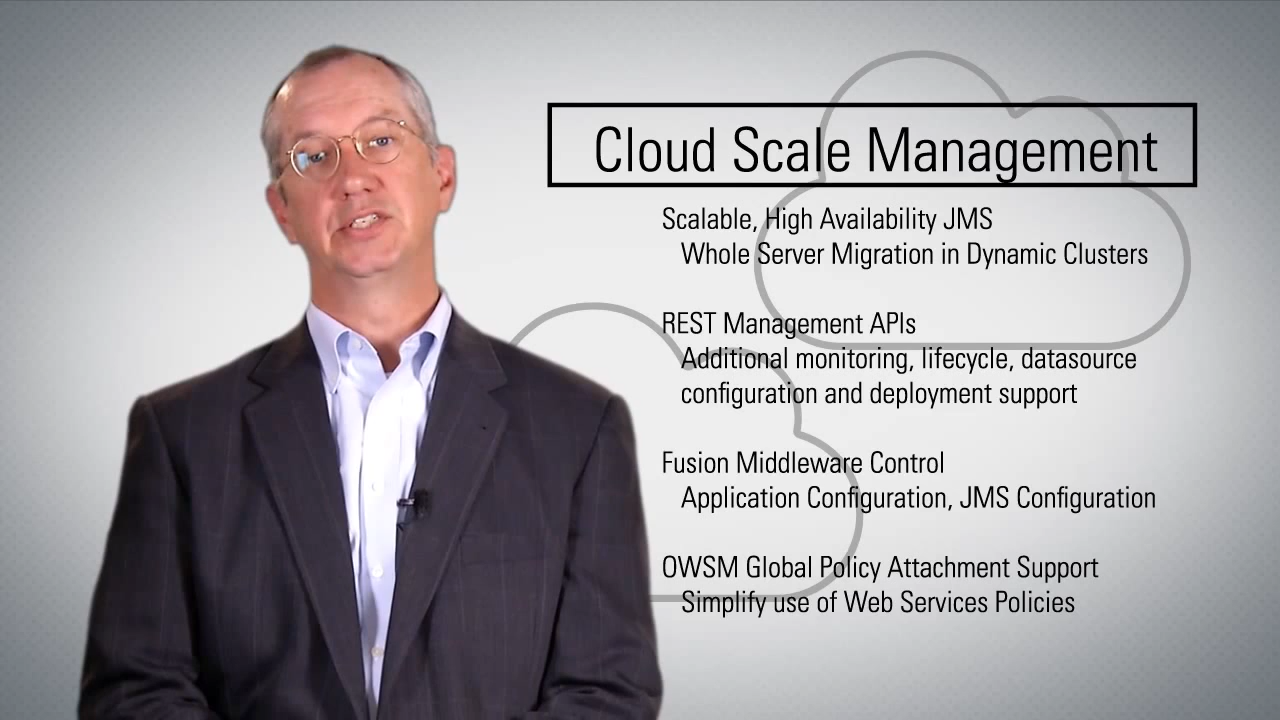 Cloud Scale Management
Scalable, High Availability JMS
Whole Server Migration in Dynamic Clusters
REST Management APIs
Additional monitoring, lifecycle, datasource
configuration and deployment support
Fusion Middleware Control
Application Configuration, JMS Configuration
OWSM Global Policy Attachment Support
Simplify use of Web Services Policies